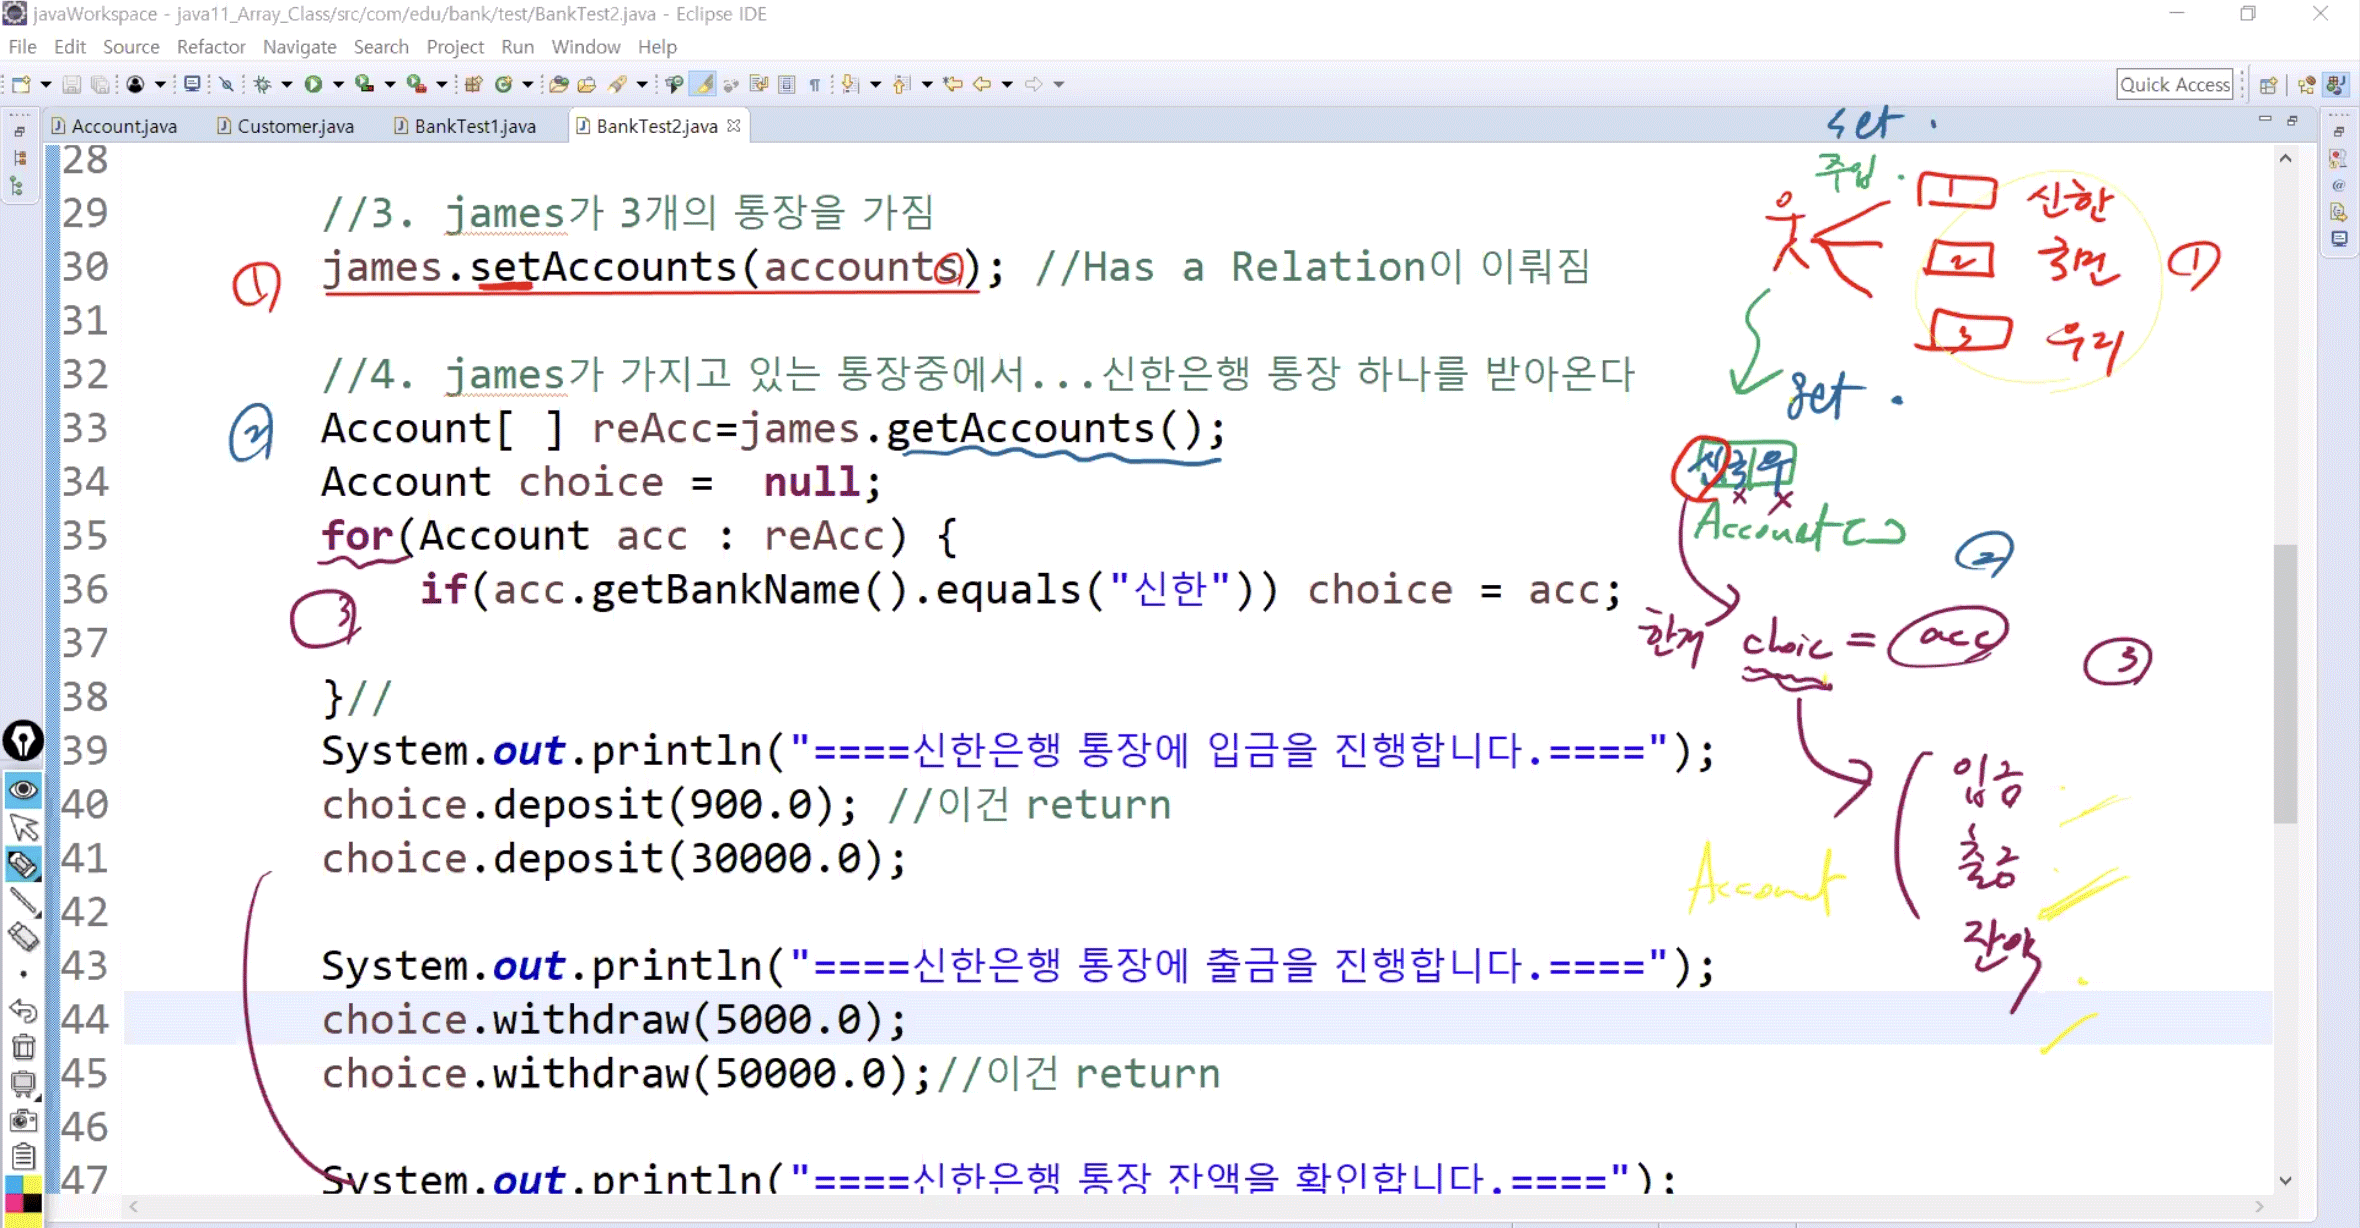 javaWorkspace - java11_Array_Class/src/com/edu/bank/test/BankTest2.java - Eclipse IDE
File Edit Source Refactor Navigate Search Project Run Window Help
Quick Access
Account.java Customer.java BankTest1.java BankTest2.java
28
29 //3. james가 3개의 통장을 가짐
30 james.setAccounts(accounts); //Has a Relation이 이뤄짐
31
32 //4. james가 가지고 있는 통장중에서...신한은행 통장 하나를 받아온다
33 Account[ ] reAcc=james.getAccounts();
34 Account choice = null;
35 for(Account acc : reAcc) {
36 if(acc.getBankName().equals("신한")) choice = acc;
37
38 }//
39 System.out.println("====신한은행 통장에 입금을 진행합니다.====");
40 choice.deposit(900.0); //이건 return
41 choice.deposit(30000.0);
42
43 System.out.println("====신한은행 통장에 출금을 진행합니다.====");
44 choice.withdraw(5000.0);
45 choice.withdraw(50000.0);//이건 return
46
47 System.out.println("====신한은행 통장 잔액을 확인합니다.====");
①
②
③
set .
주입 .
1 신한
2 국민 ①
3 우리
신 국 우
Account[]
②
choic = acc
③
입금
출금
잔액
Account